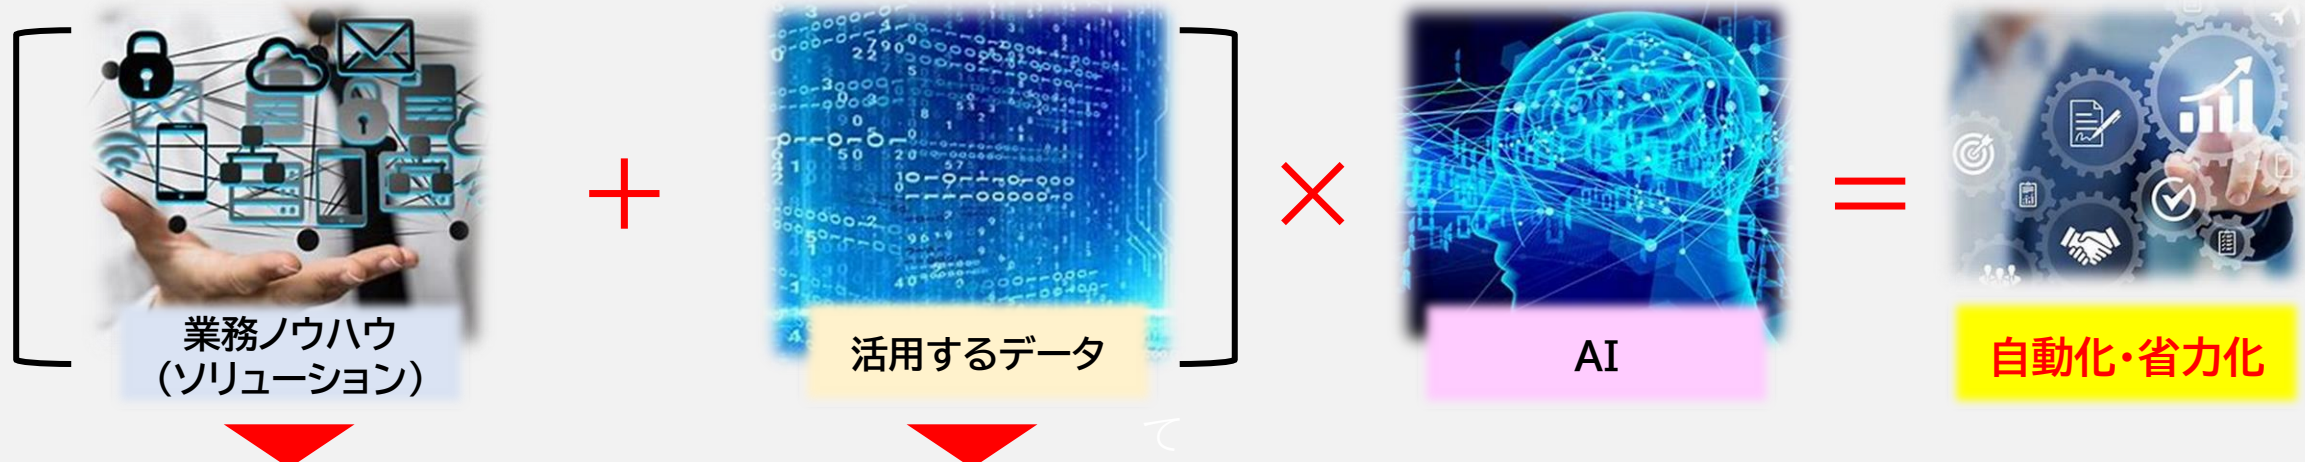 業務ノウハウ
(ソリューション)
+
活用するデータ
×
AI
=
自動化・省力化
て